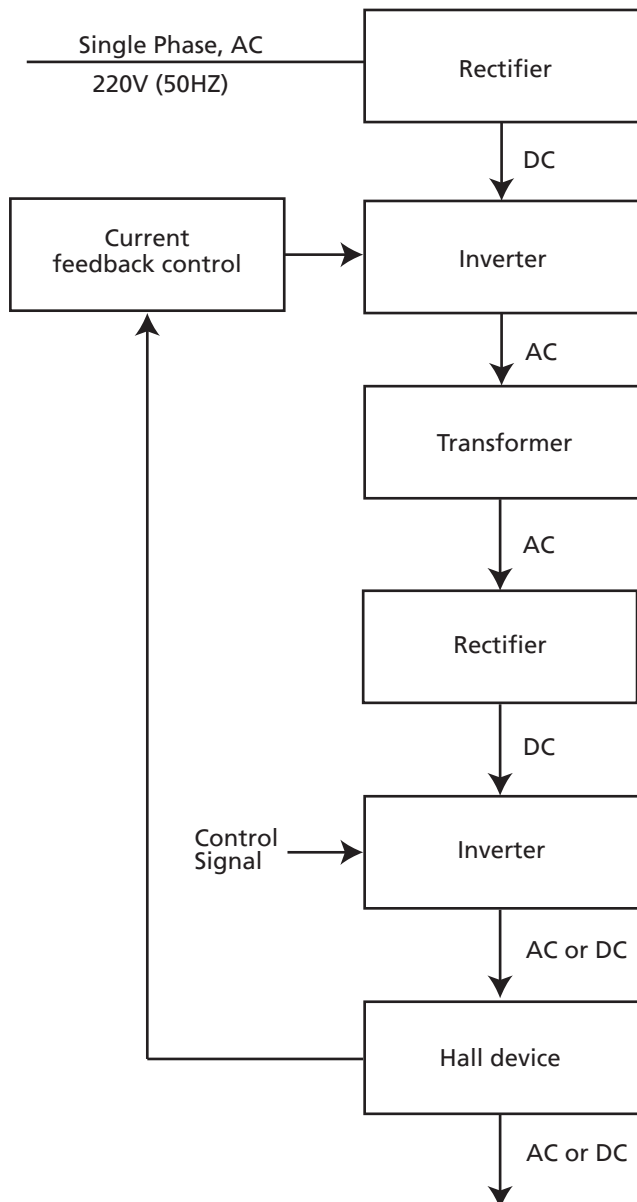 Single Phase, AC
220V (50HZ)
Rectifier
DC
Current
feedback control
Inverter
AC
Transformer
AC
Rectifier
DC
Control
Signal
Inverter
AC or DC
Hall device
AC or DC